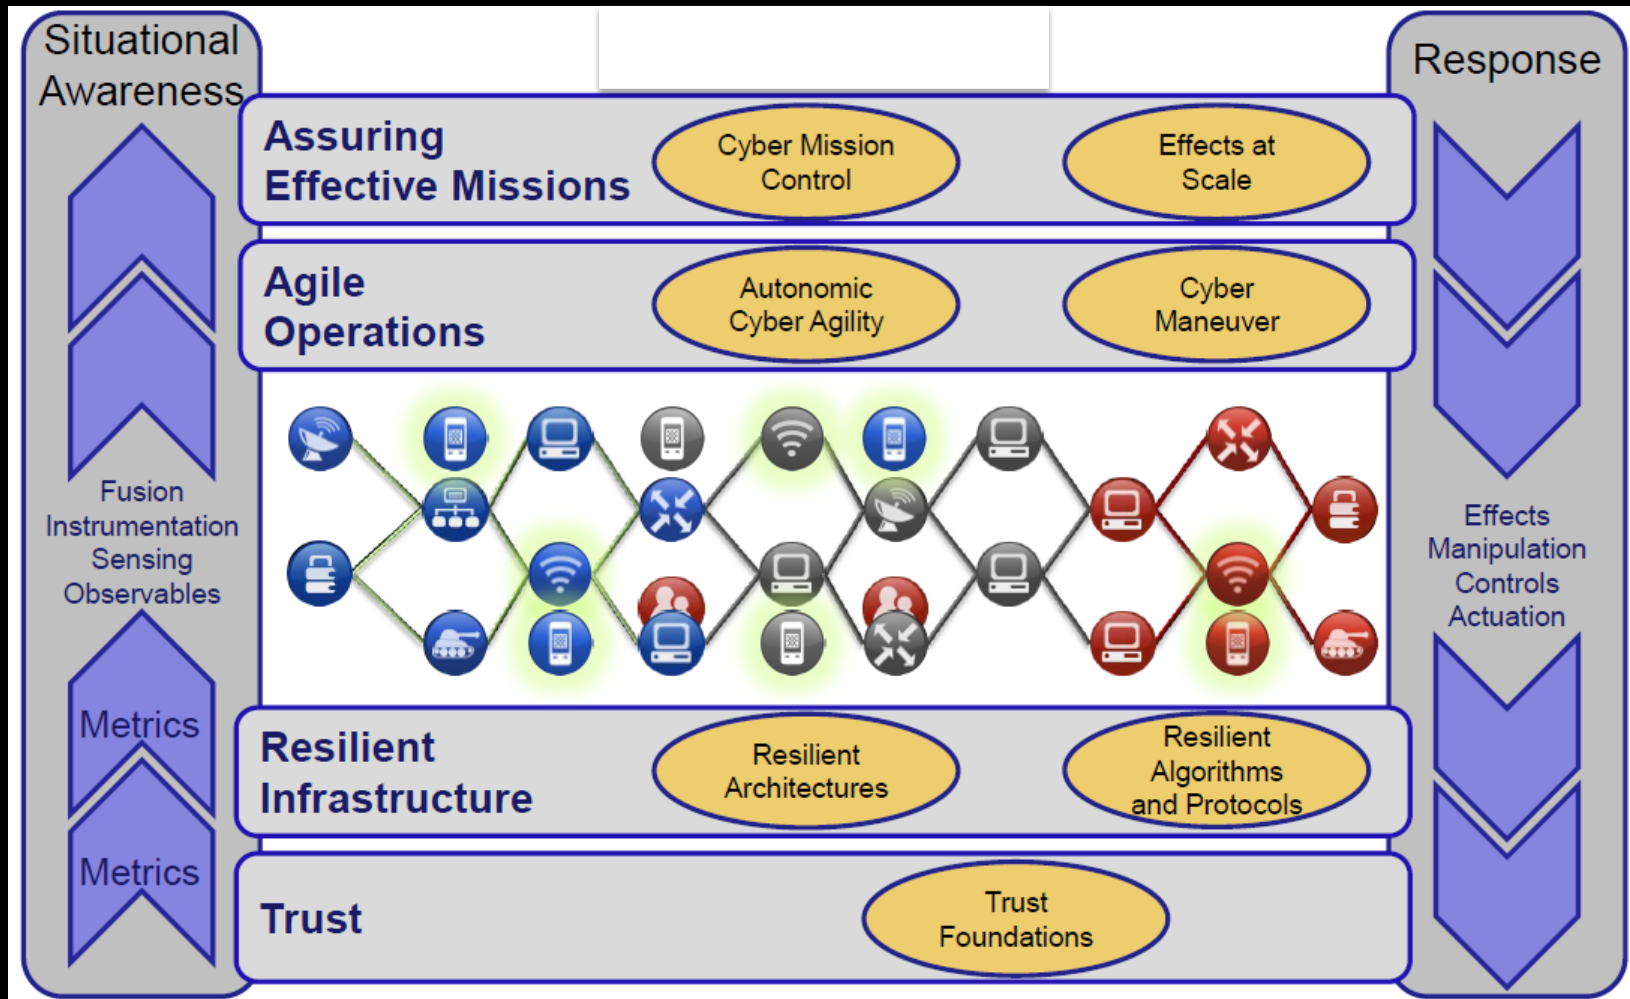 Situational
Awareness
Response
Assuring
Effective Missions
Cyber Mission
Control
Effects at
Scale
Agile
Operations
Autonomic
Cyber Agility
Cyber
Maneuver
Fusion
Instrumentation
Sensing
Observables
Effects
Manipulation
Controls
Actuation
Metrics
Resilient
Infrastructure
Resilient
Architectures
Resilient
Algorithms
and Protocols
Metrics
Trust
Trust
Foundations